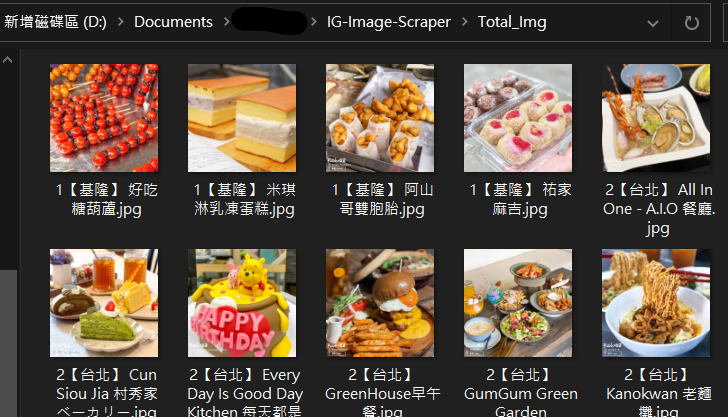 新增磁碟區 (D:) > Documents > > IG-Image-Scraper > Total_Img
1【基隆】 好吃
糖葫蘆.jpg
1【基隆】 米琪
淋乳凍蛋糕.jpg
1【基隆】 阿山
哥雙胞胎.jpg
1【基隆】 祐家
麻吉.jpg
2【台北】 All In
One - A.I.O 餐廳.
jpg
HAPPY
BIRTHDAY
2【台北】 Cun
Siou Jia 村秀家
ベーカリー.jpg
2【台北】 Every
Day Is Good Day
Kitchen 每天都是
2【台北】
GreenHouse早午
餐.jpg
2【台北】
GumGum Green
Garden
2【台北】
Kanokwan 老麵
攤.jpg